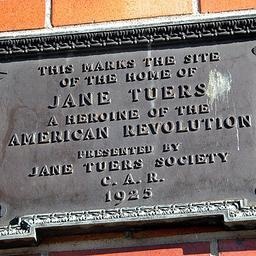 THIS MARKS THE SITE
OF THE HOME OF
JANE TUERS
A HEROINE OF THE
AMERICAN REVOLUTION
PRESENTED BY
JANE TUERS SOCIETY
C. A. R.
1925